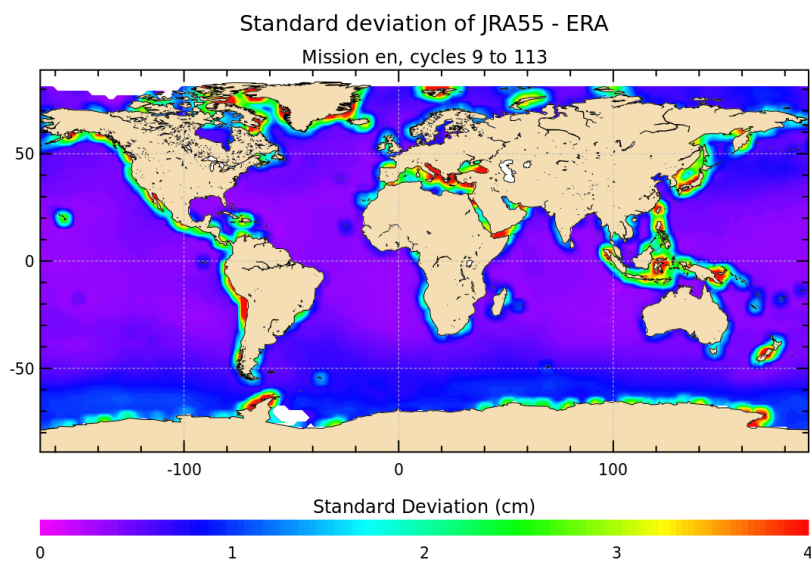 Standard deviation of JRA55 - ERA
Mission en, cycles 9 to 113
50
0
-50
-100 0 100
Standard Deviation (cm)
0 1 2 3 4